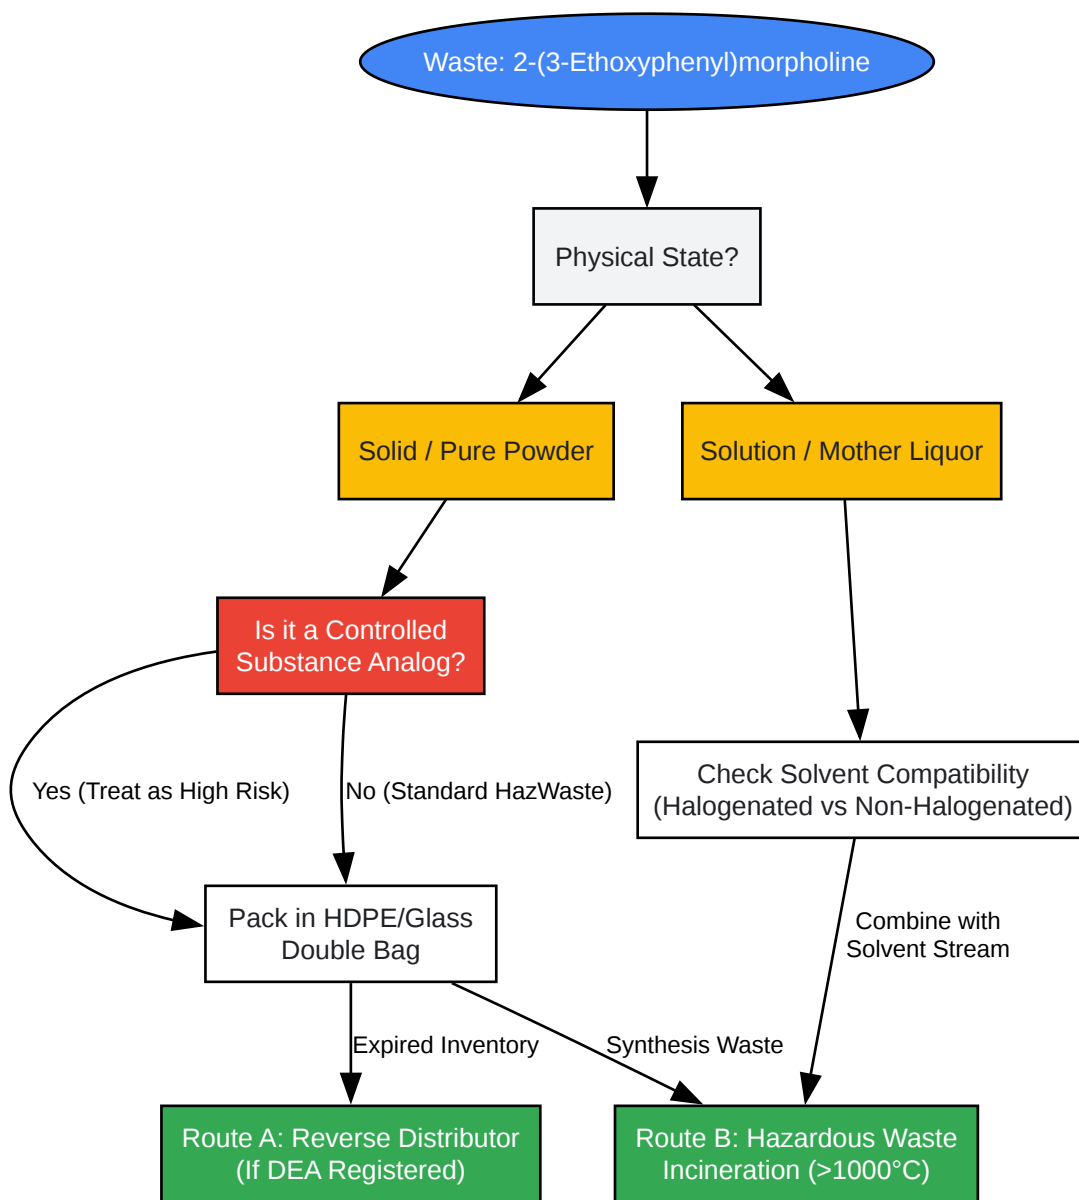 Waste: 2-(3-Ethoxyphenyl)morpholine
Physical State?
Solid / Pure Powder
Solution / Mother Liquor
Is it a Controlled
Substance Analog?
Yes (Treat as High Risk)
No (Standard HazWaste)
Check Solvent Compatibility
(Halogenated vs Non-Halogenated)
Pack in HDPE/Glass
Double Bag
Combine with
Solvent Stream
Expired Inventory
Synthesis Waste
Route A: Reverse Distributor
(If DEA Registered)
Route B: Hazardous Waste
Incineration (>1000°C)